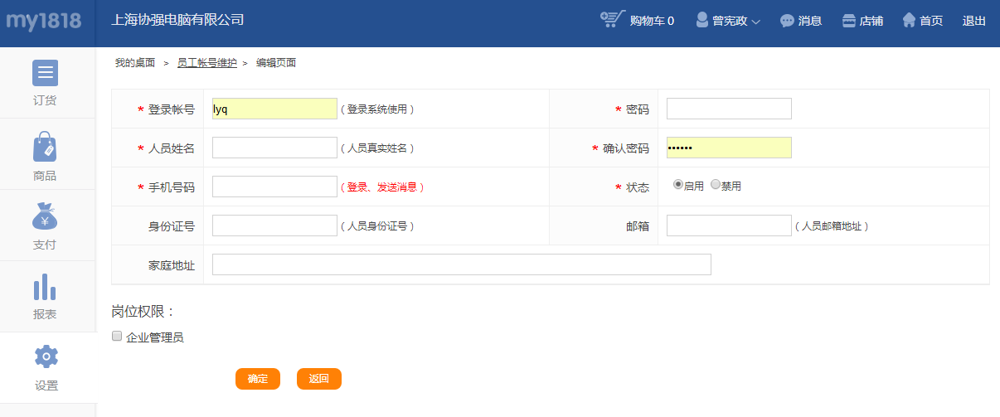 my1818
上海协强电脑有限公司
购物车 0
曾宪政
消息
店铺
首页
退出
订货
商品
支付
报表
设置
我的桌面 > 员工帐号维护 > 编辑页面
* 登录帐号 lyq （登录系统使用） * 密码
* 人员姓名 （人员真实姓名） * 确认密码 ••••••
* 手机号码 （登录、发送消息） * 状态 启用 禁用
身份证号 （人员身份证号） 邮箱 （人员邮箱地址）
家庭地址
岗位权限：
企业管理员
确定 返回